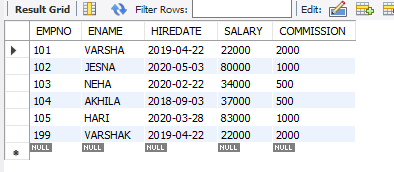 Result Grid Filter Rows: Edit:
EMPNO ENAME HIREDATE SALARY COMMISSION
101 VARSHA 2019-04-22 22000 2000
102 JESNA 2020-05-03 80000 1000
103 NEHA 2020-02-22 34000 500
104 AKHILA 2018-09-03 37000 500
105 HARI 2020-03-28 83000 1000
199 VARSHAK 2019-04-22 22000 2000
NULL NULL NULL NULL NULL